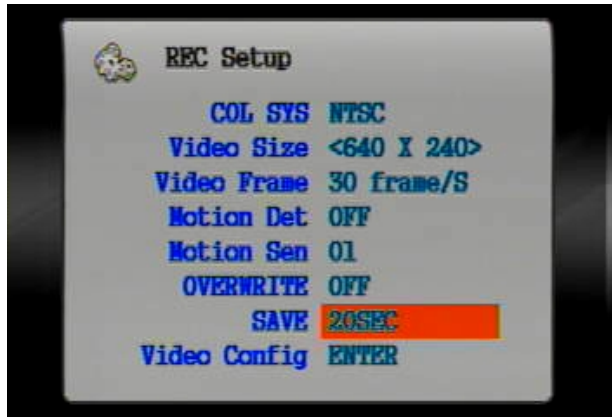 REC Setup
COL SYS NTSC
Video Size <640 X 240>
Video Frame 30 frame/S
Motion Det OFF
Motion Sen 01
OVERWRITE OFF
SAVE 20SEC
Video Config ENTER